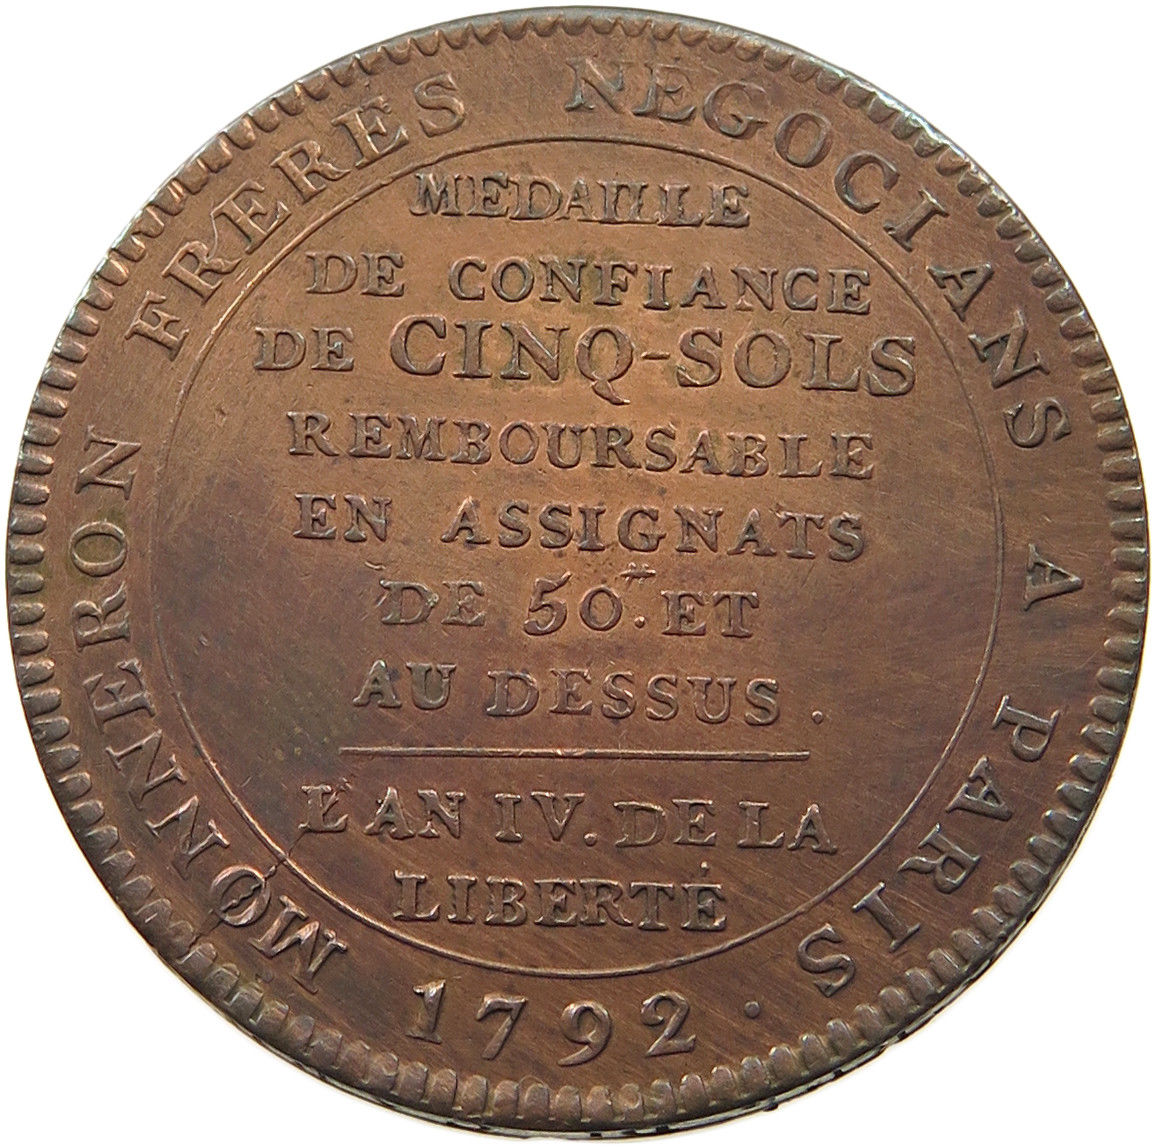 MONNERON FRERES NEGOCIANS A PARIS
1792 .
MEDAILLE
DE CONFIANCE
DE CINQ-SOLS
REMBOURSABLE
EN ASSIGNATS
DE 50.ᵗᵗ ET
AU DESSUS .
L'AN IV. DE LA
LIBERTÉ